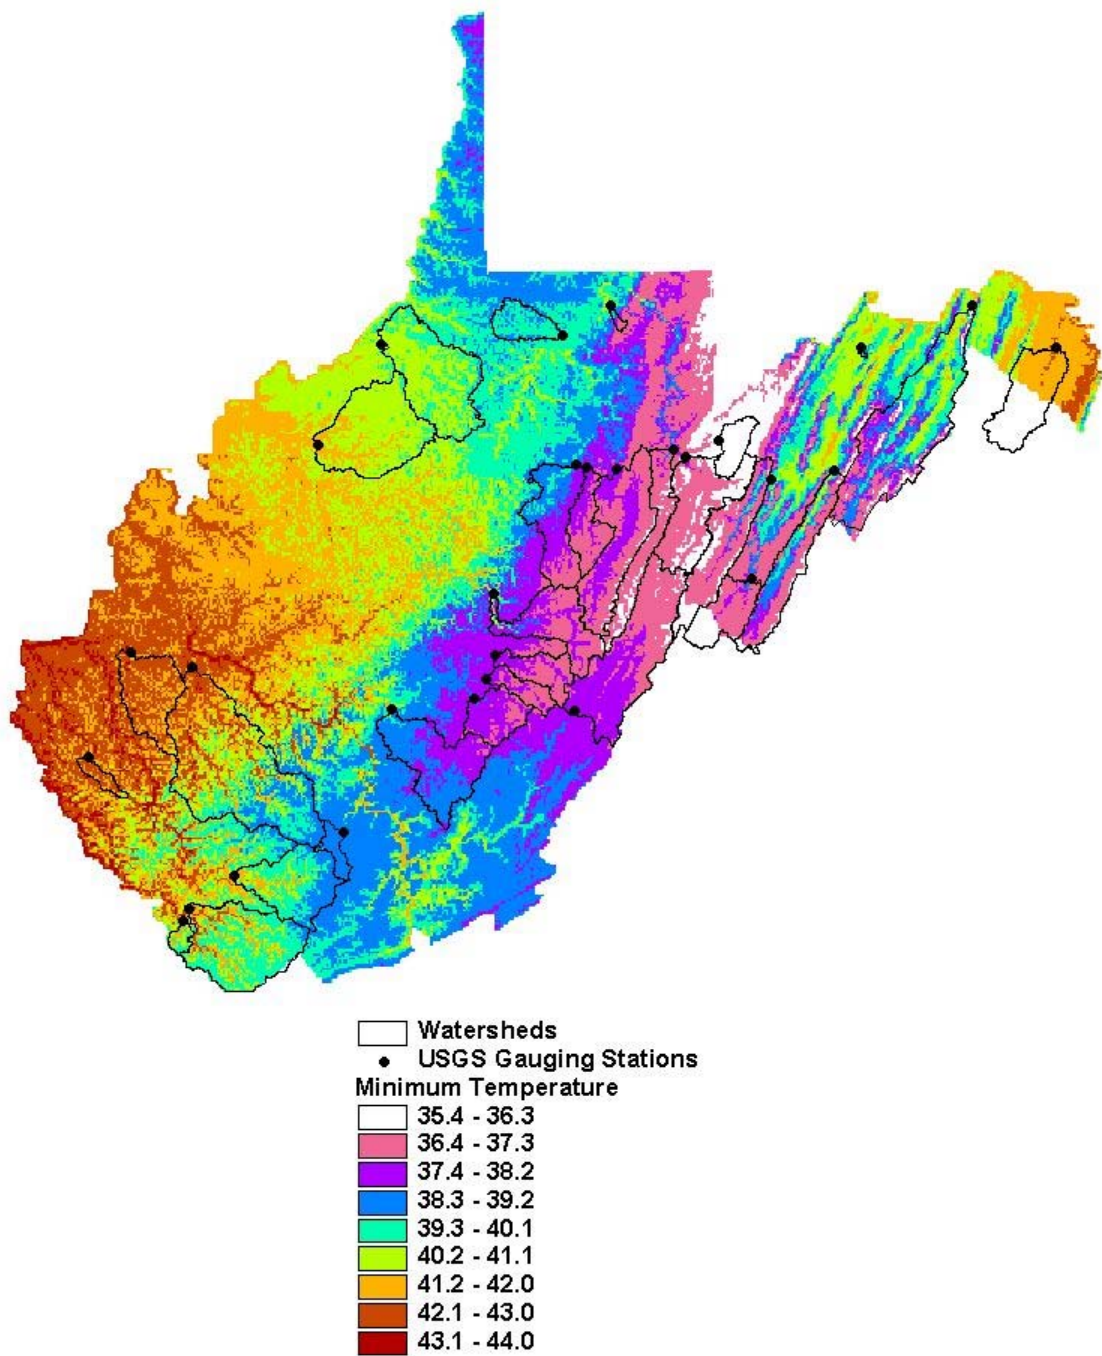 Watersheds
USGS Gauging Stations
Minimum Temperature
35.4 - 36.3
36.4 - 37.3
37.4 - 38.2
38.3 - 39.2
39.3 - 40.1
40.2 - 41.1
41.2 - 42.0
42.1 - 43.0
43.1 - 44.0